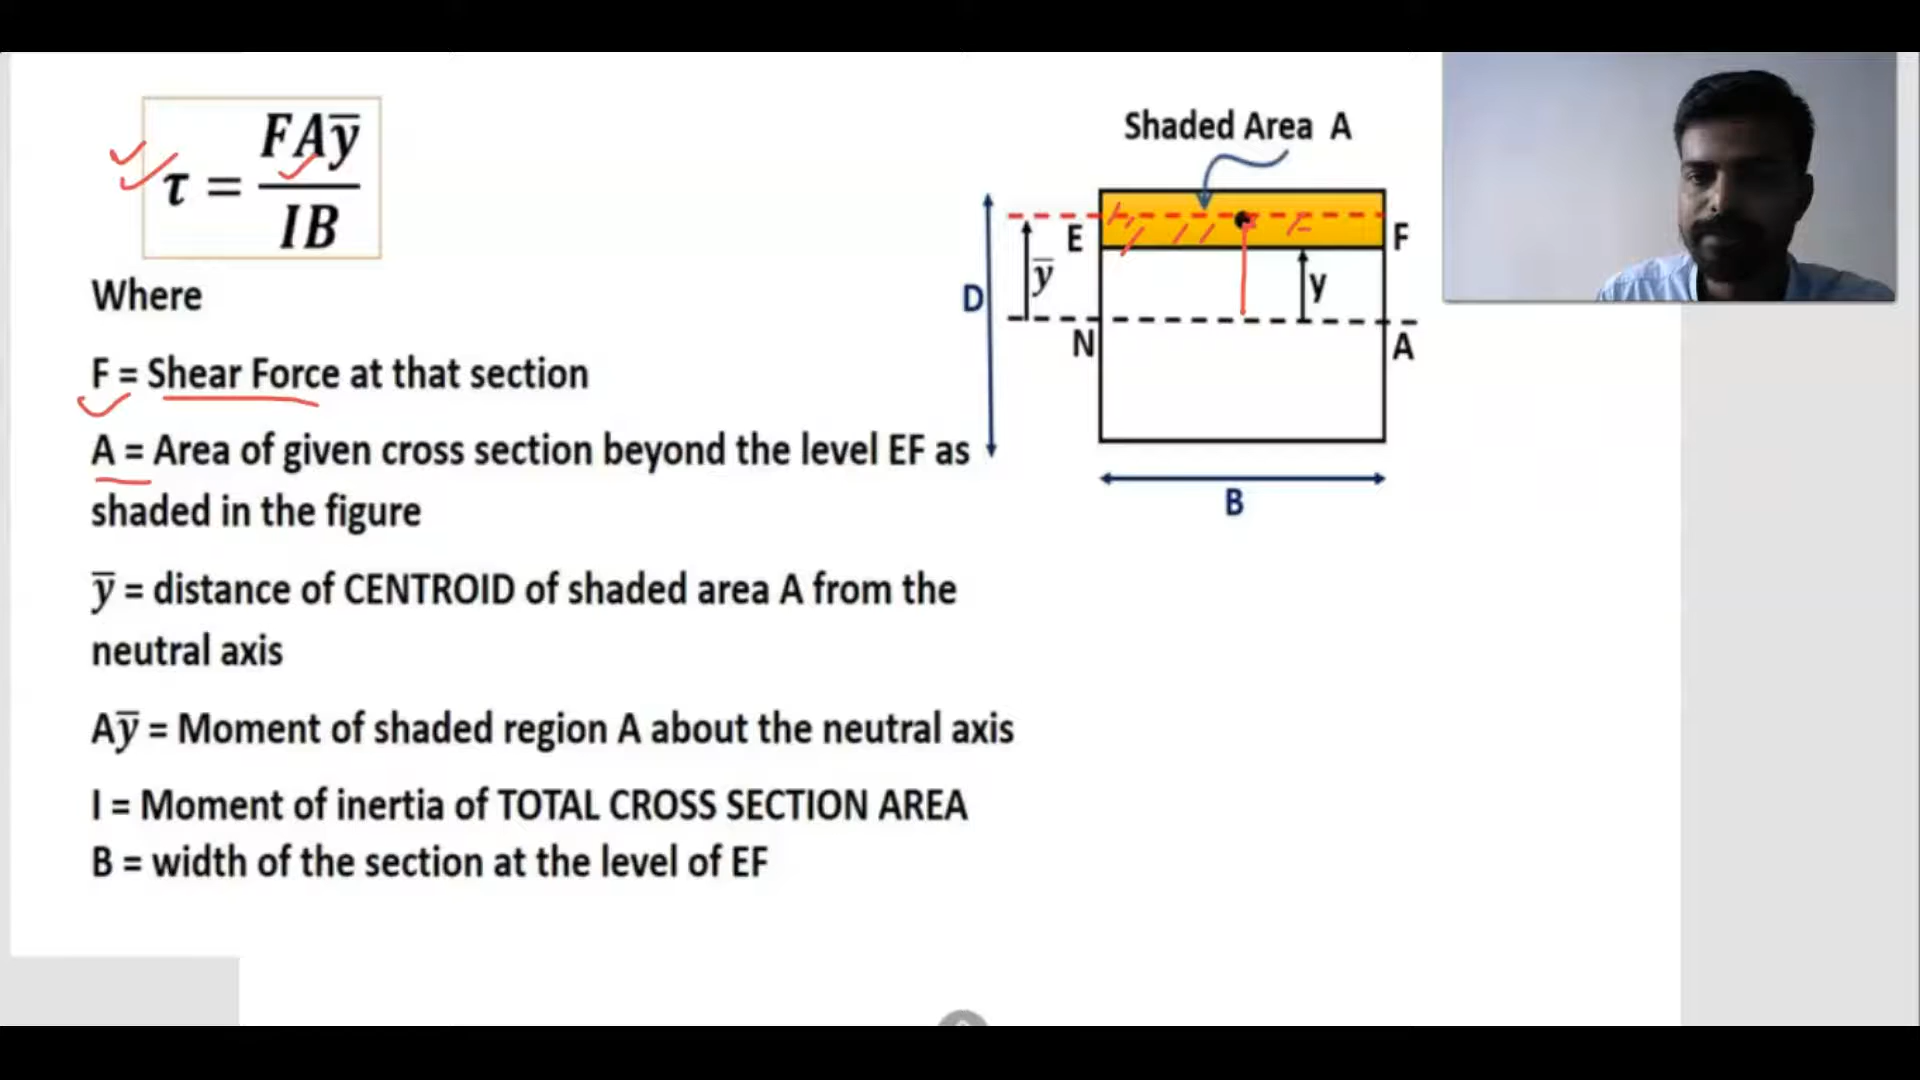 τ = FAȳ / IB
Where
F = Shear Force at that section
A = Area of given cross section beyond the level EF as
shaded in the figure
ȳ = distance of CENTROID of shaded area A from the
neutral axis
Aȳ = Moment of shaded region A about the neutral axis
I = Moment of inertia of TOTAL CROSS SECTION AREA
B = width of the section at the level of EF
Shaded Area A
E
F
ȳ
y
D
N
A
B